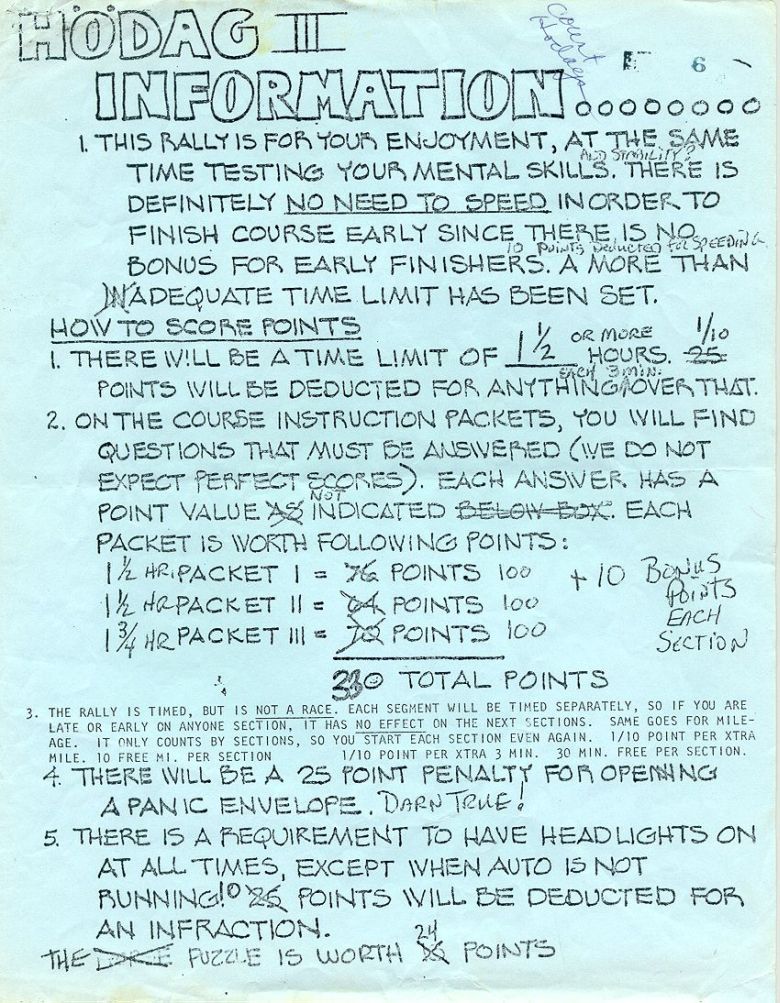 HODAG III
Court Hodags
6
INFORMATION........
1. THIS RALLY IS FOR YOUR ENJOYMENT, AT THE SAME
AND STABILITY?
TIME TESTING YOUR MENTAL SKILLS. THERE IS
DEFINITELY NO NEED TO SPEED IN ORDER TO
FINISH COURSE EARLY SINCE THERE IS NO
10 POINTS DEDUCTED FOR SPEEDING
BONUS FOR EARLY FINISHERS. A MORE THAN
INADEQUATE TIME LIMIT HAS BEEN SET.
HOW TO SCORE POINTS
1. THERE WILL BE A TIME LIMIT OF 1 1/2 OR MORE HOURS. 1/10 25
EACH 3 MIN.
POINTS WILL BE DEDUCTED FOR ANYTHING OVER THAT.
2. ON THE COURSE INSTRUCTION PACKETS, YOU WILL FIND
QUESTIONS THAT MUST BE ANSWERED (WE DO NOT
EXPECT PERFECT SCORES). EACH ANSWER HAS A
NOT
POINT VALUE AS INDICATED BELOW BOX. EACH
PACKET IS WORTH FOLLOWING POINTS:
1 1/2 HR. PACKET I = POINTS 100
1 1/2 HR PACKET II = POINTS 100
1 3/4 HR PACKET III = POINTS 100
+10 BONUS
POINTS
EACH
SECTION
330 TOTAL POINTS
3. THE RALLY IS TIMED, BUT IS NOT A RACE. EACH SEGMENT WILL BE TIMED SEPARATELY, SO IF YOU ARE
LATE OR EARLY ON ANYONE SECTION, IT HAS NO EFFECT ON THE NEXT SECTIONS. SAME GOES FOR MILE-
AGE. IT ONLY COUNTS BY SECTIONS, SO YOU START EACH SECTION EVEN AGAIN. 1/10 POINT PER XTRA
MILE. 10 FREE MI. PER SECTION 1/10 POINT PER XTRA 3 MIN. 30 MIN. FREE PER SECTION.
4. THERE WILL BE A 25 POINT PENALTY FOR OPENING
A PANIC ENVELOPE. DARN TRUE!
5. THERE IS A REQUIREMENT TO HAVE HEADLIGHTS ON
AT ALL TIMES, EXCEPT WHEN AUTO IS NOT
RUNNING! 10 25 POINTS WILL BE DEDUCTED FOR
AN INFRACTION.
24
THE PUZZLE IS WORTH POINTS